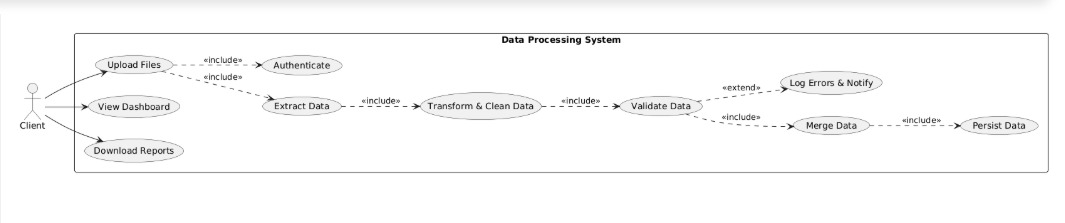 Data Processing System
Upload Files
«include»
Authenticate
«include»
Extract Data
«include»
Transform & Clean Data
«include»
Validate Data
«extend»
Log Errors & Notify
«include»
Merge Data
«include»
Persist Data
Client
View Dashboard
Download Reports